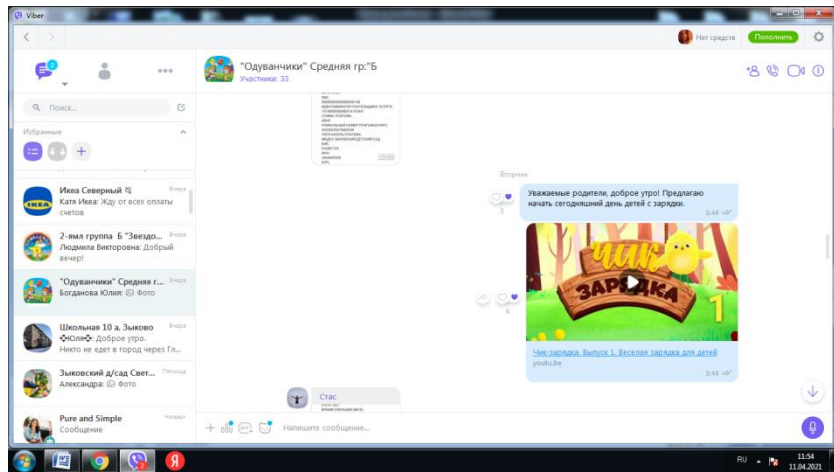 Viber
Нет средств
Пополнить
2
"Одуванчики" Средняя гр:"Б
Участники: 33
Поиск...
Избранные
Икеа Северный
Вчера
Катя Икеа: Жду от всех оплаты
счетов
IKEA
2-ямл группа Б "Звездо...
Вчера
Людмила Викторовна: Добрый
вечер!
"Одуванчики" Средняя г...
Вчера
Богданова Юлия: Фото
Школьная 10 а, Зыково
Вчера
Юля: Доброе утро.
Никто не едет в город через Гл...
Зыковский д/сад Свет...
Пятница
Александра: Фото
Pure and Simple
Четверг
Сообщение
Вторник
Уважаемые родители, доброе утро! Предлагаю
начать сегодняшний день детей с зарядки.
8:44
3
ЧИК
ЗАРЯДКА
1
6
Чик-зарядка. Выпуск 1. Веселая зарядка для детей
youtu.be
8:44
Стас
Напишите сообщение...
RU
11:54
11.04.2021